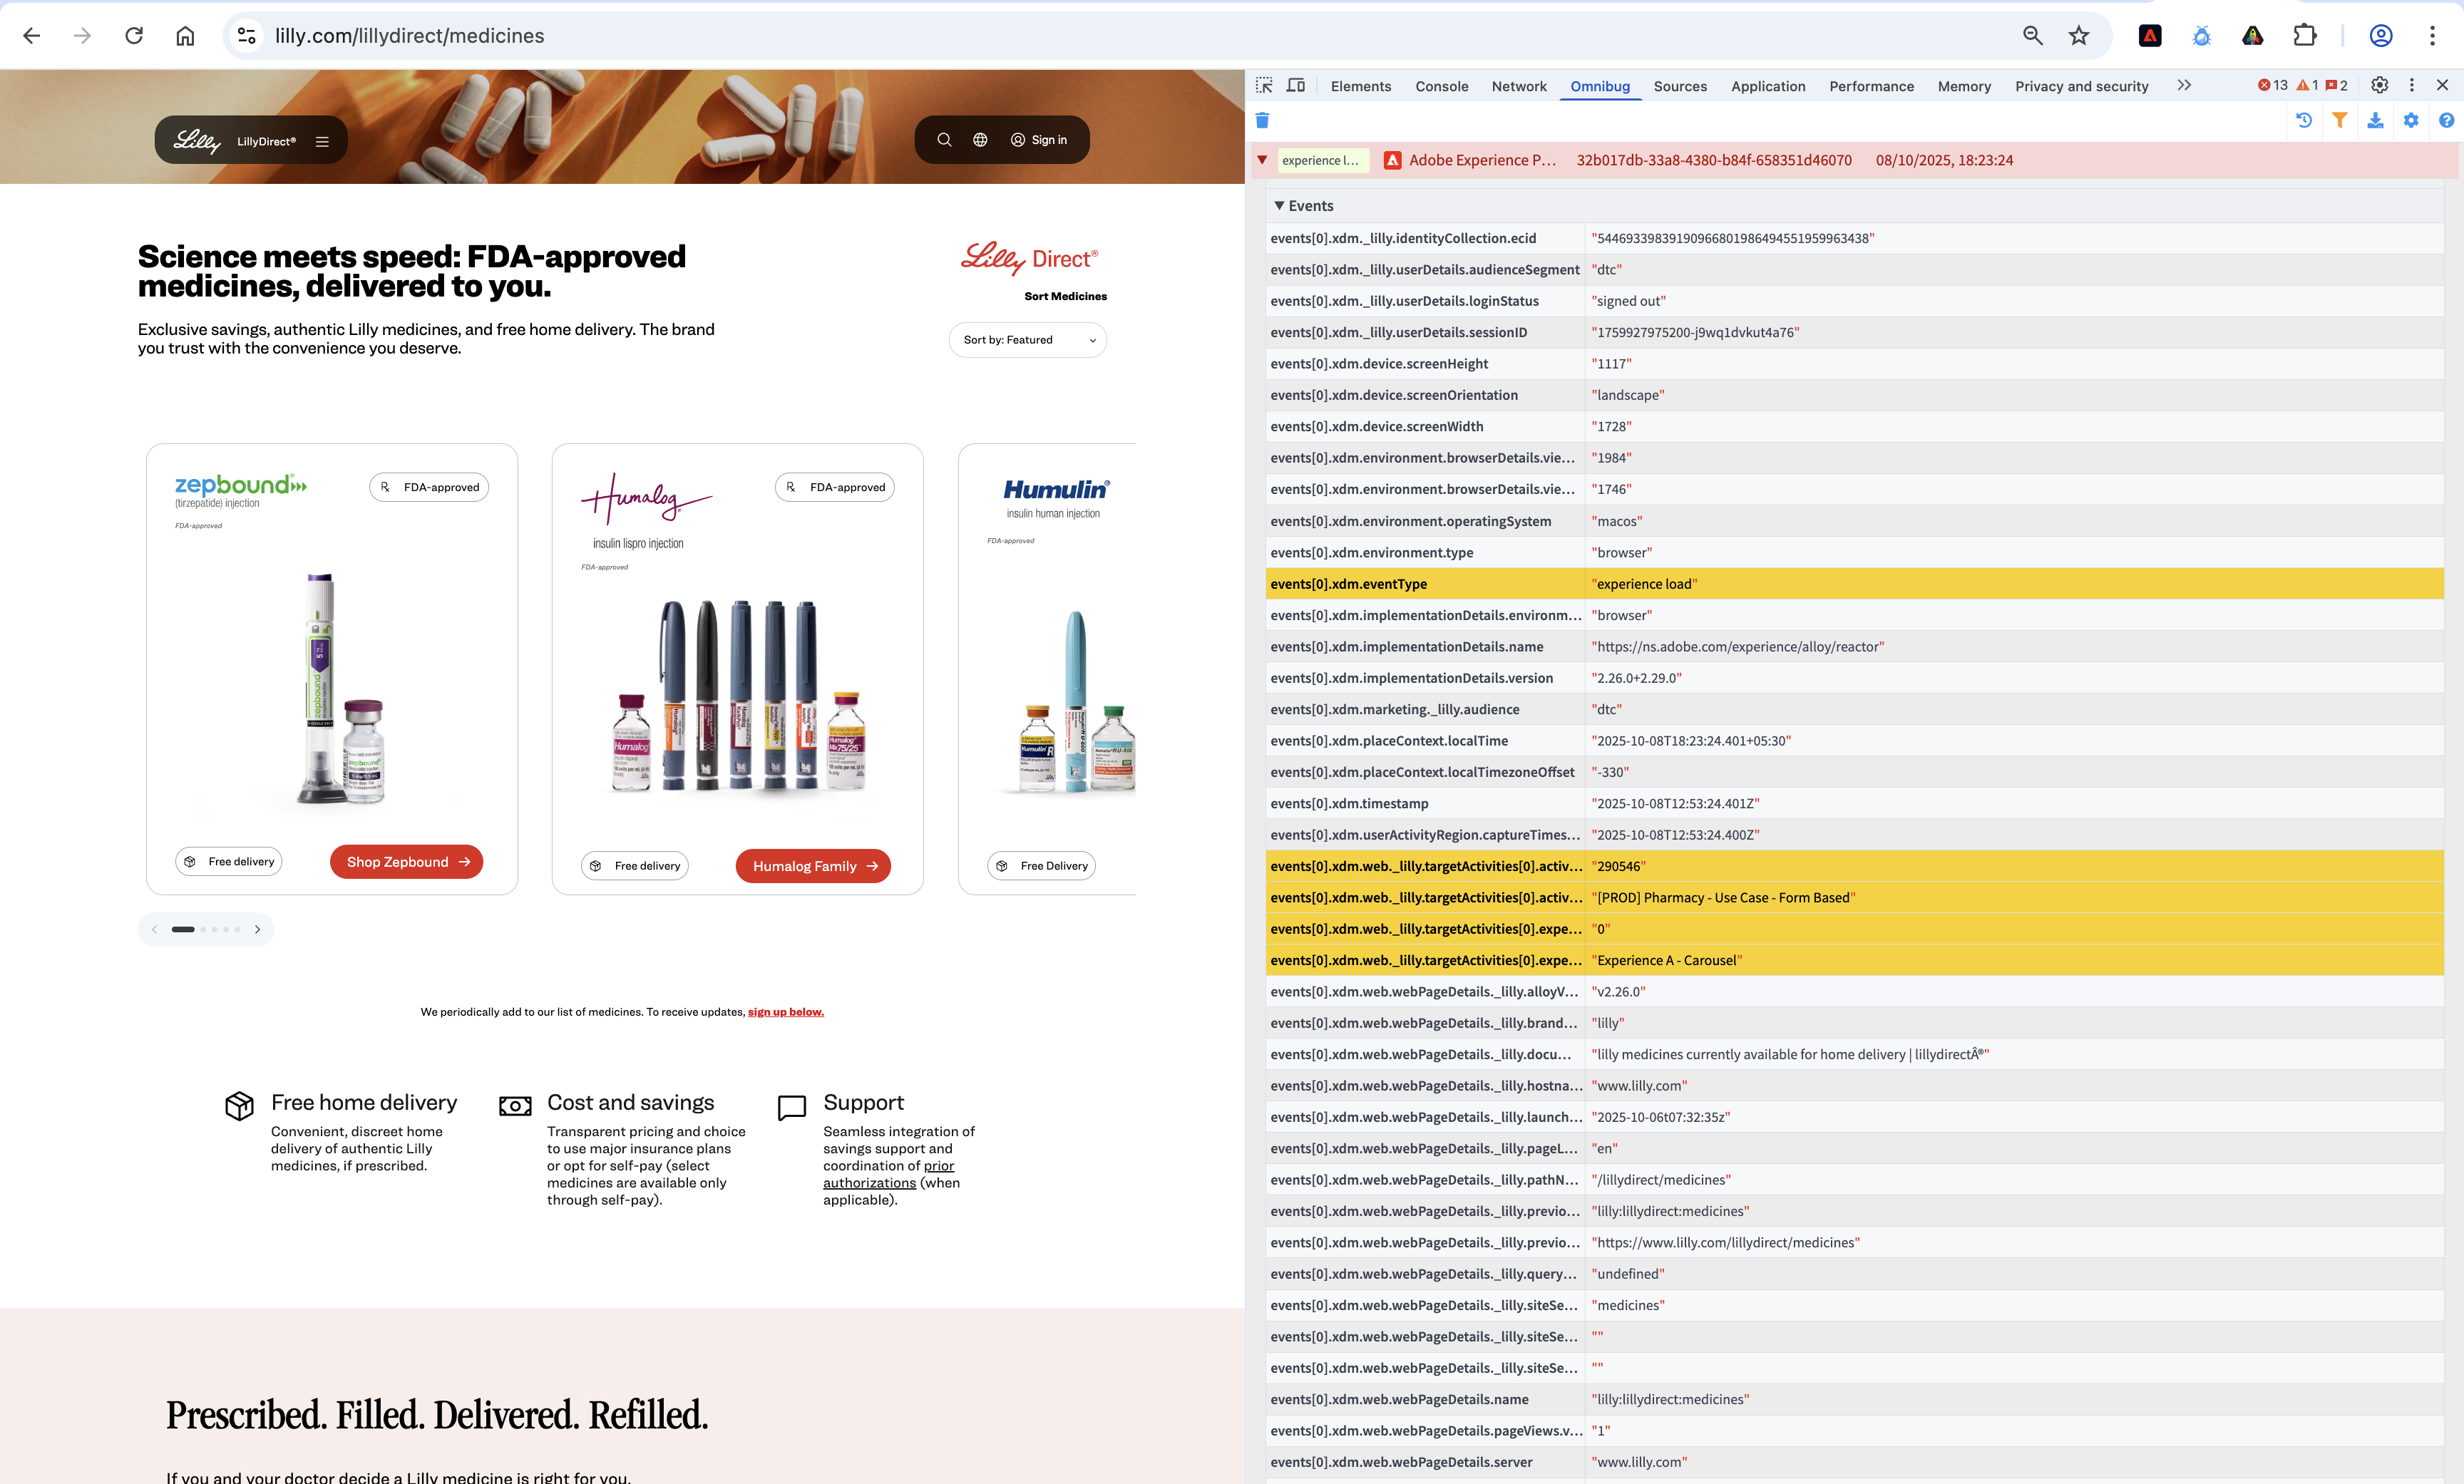 lilly.com/lillydirect/medicines
Lilly LillyDirect®
Sign in
Science meets speed: FDA-approved
medicines, delivered to you.
Exclusive savings, authentic Lilly medicines, and free home delivery. The brand
you trust with the convenience you deserve.
Lilly Direct®
Sort Medicines
Sort by: Featured
zepbound®
(tirzepatide) injection
FDA-approved
℞ FDA-approved
zepbound
Free delivery
Shop Zepbound →
Humalog®
insulin lispro injection
FDA-approved
℞ FDA-approved
Humalog
Humalog
Mix75/25
Free delivery
Humalog Family →
Humulin®
insulin human injection
FDA-approved
Humulin R
Free Delivery
We periodically add to our list of medicines. To receive updates, sign up below.
Free home delivery
Convenient, discreet home
delivery of authentic Lilly
medicines, if prescribed.
Cost and savings
Transparent pricing and choice
to use major insurance plans
or opt for self-pay (select
medicines are available only
through self-pay).
Support
Seamless integration of
savings support and
coordination of prior
authorizations (when
applicable).
Prescribed. Filled. Delivered. Refilled.
If you and your doctor decide a Lilly medicine is right for you,
Elements Console Network Omnibug Sources Application Performance Memory Privacy and security 13 1 2
experience l... Adobe Experience P... 32b017db-33a8-4380-b84f-658351d46070 08/10/2025, 18:23:24
Events
events[0].xdm._lilly.identityCollection.ecid "54469339839190966801986494551959963438"
events[0].xdm._lilly.userDetails.audienceSegment "dtc"
events[0].xdm._lilly.userDetails.loginStatus "signed out"
events[0].xdm._lilly.userDetails.sessionID "1759927975200-j9wq1dvkut4a76"
events[0].xdm.device.screenHeight "1117"
events[0].xdm.device.screenOrientation "landscape"
events[0].xdm.device.screenWidth "1728"
events[0].xdm.environment.browserDetails.vie... "1984"
events[0].xdm.environment.browserDetails.vie... "1746"
events[0].xdm.environment.operatingSystem "macos"
events[0].xdm.environment.type "browser"
events[0].xdm.eventType "experience load"
events[0].xdm.implementationDetails.environm... "browser"
events[0].xdm.implementationDetails.name "https://ns.adobe.com/experience/alloy/reactor"
events[0].xdm.implementationDetails.version "2.26.0+2.29.0"
events[0].xdm.marketing._lilly.audience "dtc"
events[0].xdm.placeContext.localTime "2025-10-08T18:23:24.401+05:30"
events[0].xdm.placeContext.localTimezoneOffset "-330"
events[0].xdm.timestamp "2025-10-08T12:53:24.401Z"
events[0].xdm.userActivityRegion.captureTimes... "2025-10-08T12:53:24.400Z"
events[0].xdm.web._lilly.targetActivities[0].activ... "290546"
events[0].xdm.web._lilly.targetActivities[0].activ... "[PROD] Pharmacy - Use Case - Form Based"
events[0].xdm.web._lilly.targetActivities[0].expe... "0"
events[0].xdm.web._lilly.targetActivities[0].expe... "Experience A - Carousel"
events[0].xdm.web.webPageDetails._lilly.alloyV... "v2.26.0"
events[0].xdm.web.webPageDetails._lilly.brand... "lilly"
events[0].xdm.web.webPageDetails._lilly.docu... "lilly medicines currently available for home delivery | lillydirectÂ®"
events[0].xdm.web.webPageDetails._lilly.hostna... "www.lilly.com"
events[0].xdm.web.webPageDetails._lilly.launch... "2025-10-06t07:32:35z"
events[0].xdm.web.webPageDetails._lilly.pageL... "en"
events[0].xdm.web.webPageDetails._lilly.pathN... "/lillydirect/medicines"
events[0].xdm.web.webPageDetails._lilly.previo... "lilly:lillydirect:medicines"
events[0].xdm.web.webPageDetails._lilly.previo... "https://www.lilly.com/lillydirect/medicines"
events[0].xdm.web.webPageDetails._lilly.query... "undefined"
events[0].xdm.web.webPageDetails._lilly.siteSe... "medicines"
events[0].xdm.web.webPageDetails._lilly.siteSe... ""
events[0].xdm.web.webPageDetails._lilly.siteSe... ""
events[0].xdm.web.webPageDetails.name "lilly:lillydirect:medicines"
events[0].xdm.web.webPageDetails.pageViews.v... "1"
events[0].xdm.web.webPageDetails.server "www.lilly.com"